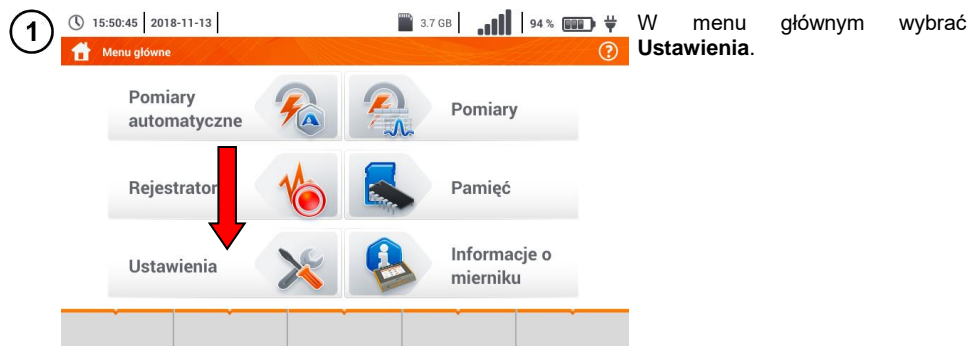 1
15:50:45 2018-11-13 3.7 GB 94 %
Menu główne ?
Pomiary
automatyczne
A
Pomiary
Rejestrator
Pamięć
Ustawienia
Informacje o
mierniku
W menu głównym wybrać
Ustawienia.